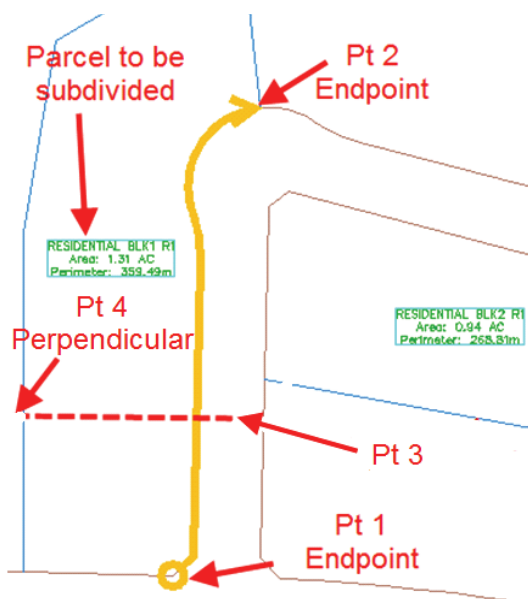 Parcel to be
subdivided
Pt 2
Endpoint
RESIDENTIAL BLK1 R1
Area: 1.31 AC
Perimeter: 359.49m
Pt 4
Perpendicular
RESIDENTIAL BLK2 R1
Area: 0.94 AC
Perimeter: 268.81m
Pt 3
Pt 1
Endpoint